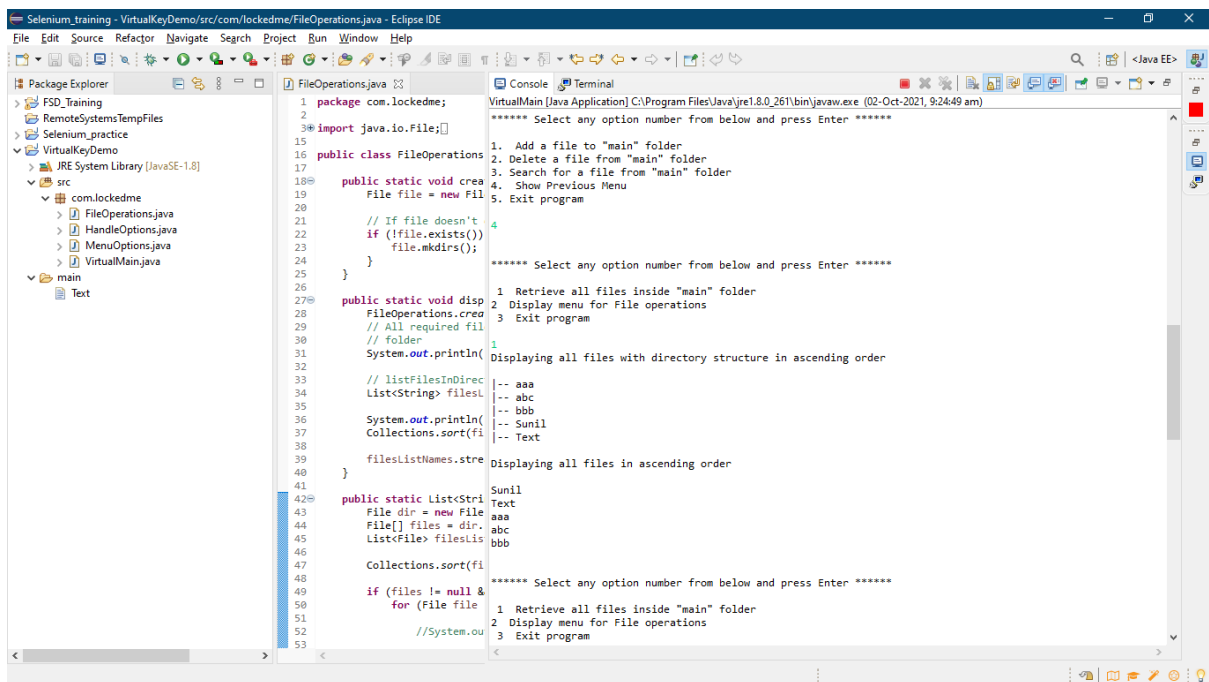 Selenium_training - VirtualKeyDemo/src/com/lockedme/FileOperations.java - Eclipse IDE
File Edit Source Refactor Navigate Search Project Run Window Help
<Java EE>
Package Explorer
FSD_Training
RemoteSystemsTempFiles
Selenium_practice
VirtualKeyDemo
JRE System Library [JavaSE-1.8]
src
com.lockedme
FileOperations.java
HandleOptions.java
MenuOptions.java
VirtualMain.java
main
Text
FileOperations.java
1 package com.lockedme;
2
3 import java.io.File;
15
16 public class FileOperations
17
18 public static void crea
19 File file = new Fil
20
21 // If file doesn't
22 if (!file.exists())
23 file.mkdirs();
24 }
25 }
26
27 public static void disp
28 FileOperations.crea
29 // All required fil
30 // folder
31 System.out.println(
32
33 // listFilesInDirec
34 List<String> filesL
35
36 System.out.println(
37 Collections.sort(fi
38
39 filesListNames.stre
40 }
41
42 public static List<Stri
43 File dir = new File
44 File[] files = dir.
45 List<File> filesLis
46
47 Collections.sort(fi
48
49 if (files != null &
50 for (File file
51
52 //System.ou
53
Console Terminal
VirtualMain [Java Application] C:\Program Files\Java\jre1.8.0_261\bin\javaw.exe (02-Oct-2021, 9:24:49 am)
****** Select any option number from below and press Enter ******
1. Add a file to "main" folder
2. Delete a file from "main" folder
3. Search for a file from "main" folder
4. Show Previous Menu
5. Exit program
4
****** Select any option number from below and press Enter ******
1 Retrieve all files inside "main" folder
2 Display menu for File operations
3 Exit program
1
Displaying all files with directory structure in ascending order
|-- aaa
|-- abc
|-- bbb
|-- Sunil
|-- Text
Displaying all files in ascending order
Sunil
Text
aaa
abc
bbb
****** Select any option number from below and press Enter ******
1 Retrieve all files inside "main" folder
2 Display menu for File operations
3 Exit program